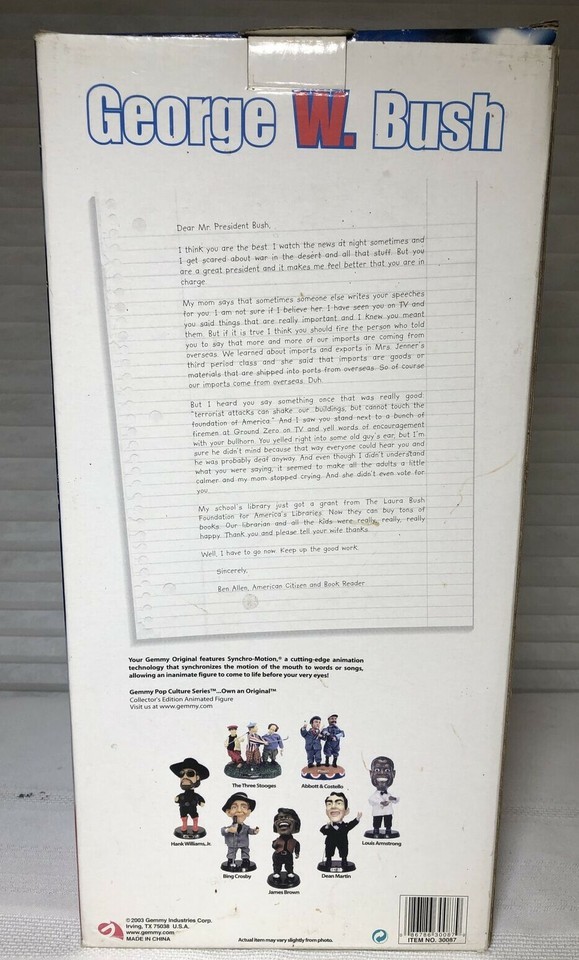 George W. Bush
Dear Mr. President Bush,
I think you are the best. I watch the news at night sometimes and
I get scared about war in the desert and all that stuff. But you
are a great president and it makes me feel better that you are in
charge.
My mom says that sometimes someone else writes your speeches
for you. I am not sure if I believe her. I have seen you on TV and
you said things that are really important and I knew you meant
them. But if it is true I think you should fire the person who told
you to say that more and more of our imports are coming from
overseas. We learned about imports and exports in Mrs. Jenner's
third period class and she said that imports are goods or
materials that are shipped into ports from overseas. So of course
our imports come from overseas. Duh.
But I heard you say something once that was really good,
"terrorist attacks can shake our buildings, but cannot touch the
foundation of America." And I saw you stand next to a bunch of
firemen at Ground Zero on TV and yell words of encouragement
with your bullhorn. You yelled right into some old guy's ear, but I'm
sure he didn't mind because that way everyone could hear you and
he was probably deaf anyway. And even though I didn't understand
what you were saying, it seemed to make all the adults a little
calmer and my mom stopped crying. And she didn't even vote for
you.
My school's library just got a grant from The Laura Bush
Foundation for America's Libraries. Now they can buy tons of
books. Our librarian and all the kids were really, really, really
happy. Thank you and please tell your wife thanks.
Well, I have to go now. Keep up the good work.
Sincerely,
Ben Allen, American Citizen and Book Reader
Your Gemmy Original features Synchro-Motion,® a cutting-edge animation
technology that synchronizes the motion of the mouth to words or songs,
allowing an inanimate figure to come to life before your very eyes!
Gemmy Pop Culture Series™...Own an Original™
Collector's Edition Animated Figure
Visit us at www.gemmy.com
The Three Stooges
Abbott & Costello
Hank Williams, Jr.
Louis Armstrong
Bing Crosby
Dean Martin
James Brown
©2003 Gemmy Industries Corp.
Irving, TX 75038 U.S.A.
www.gemmy.com
MADE IN CHINA
Actual item may vary slightly from photo.
ITEM NO. 30087